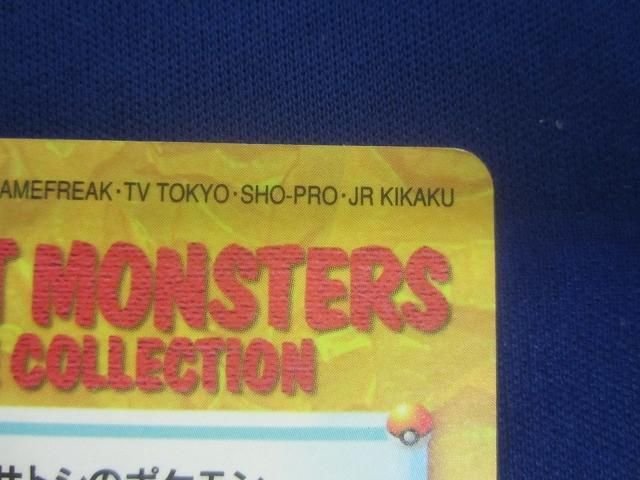 AMEFREAK·TV TOKYO·SHO-PRO·JR KIKAKU
T MONSTERS
COLLECTION
サトシのポケモン